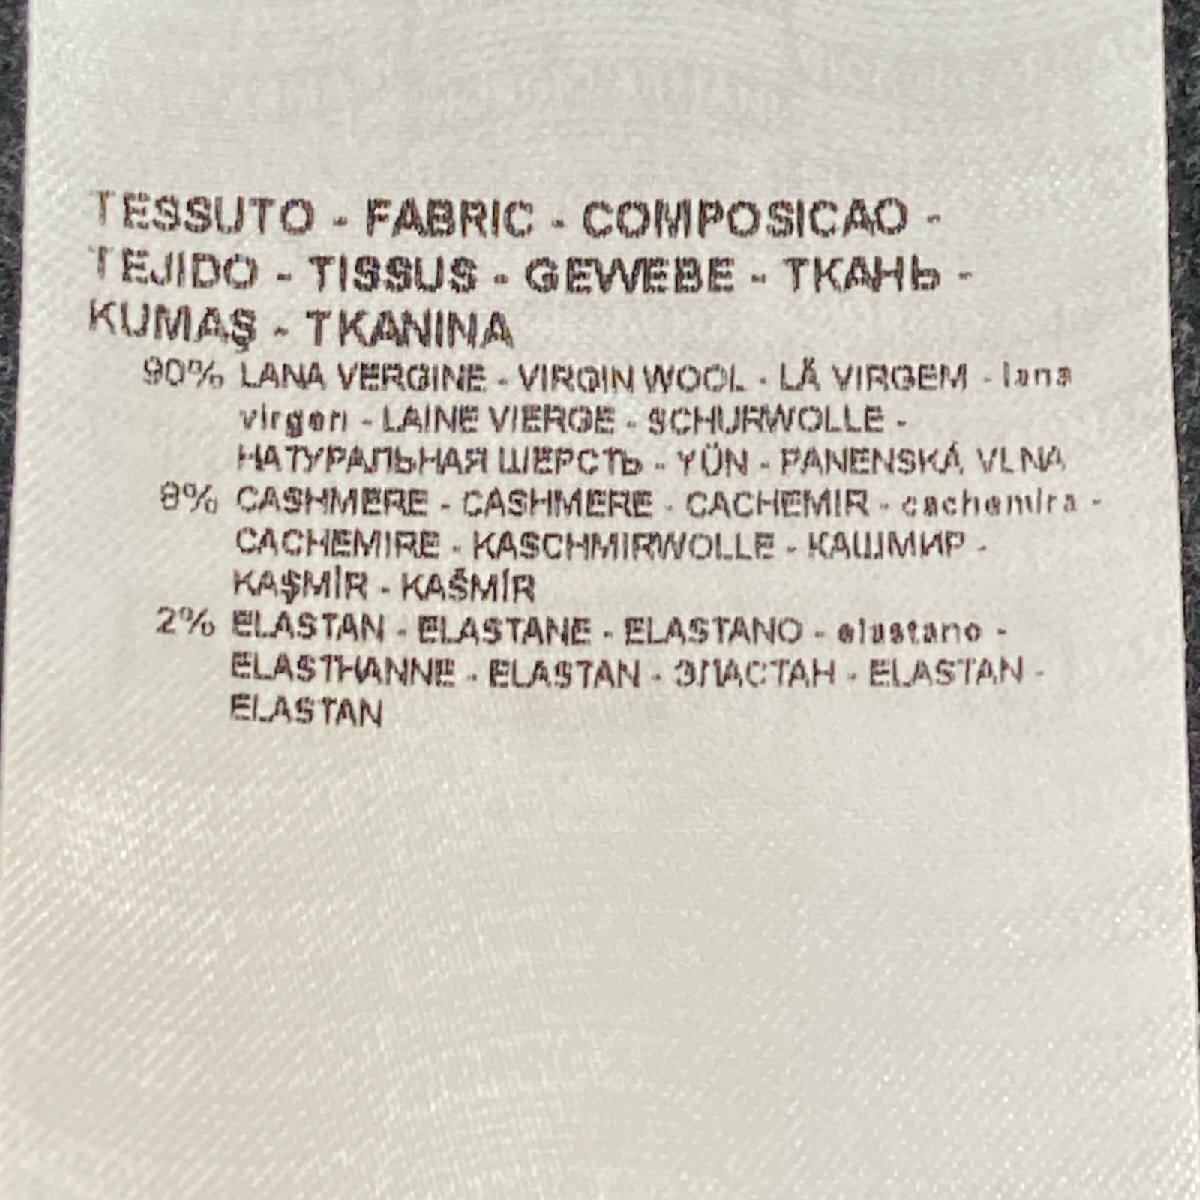 TESSUTO - FABRIC - COMPOSICAO -
TEJIDO - TISSUS - GEWEBE - ТКАНЬ -
KUMAŞ - TKANINA
90% LANA VERGINE - VIRGIN WOOL - LÃ VIRGEM - lana
virgen - LAINE VIERGE - SCHURWOLLE -
НАТУРАЛЬНАЯ ШЕРСТЬ - YÜN - PANENSKÁ VLNA
8% CASHMERE - CASHMERE - CACHEMIR - cachemira -
CACHEMIRE - KASCHMIRWOLLE - КАШМИР -
KAŞMİR - KAŠMÍR
2% ELASTAN - ELASTANE - ELASTANO - elastano -
ELASTHANNE - ELASTAN - ЭЛАСТАН - ELASTAN -
ELASTAN